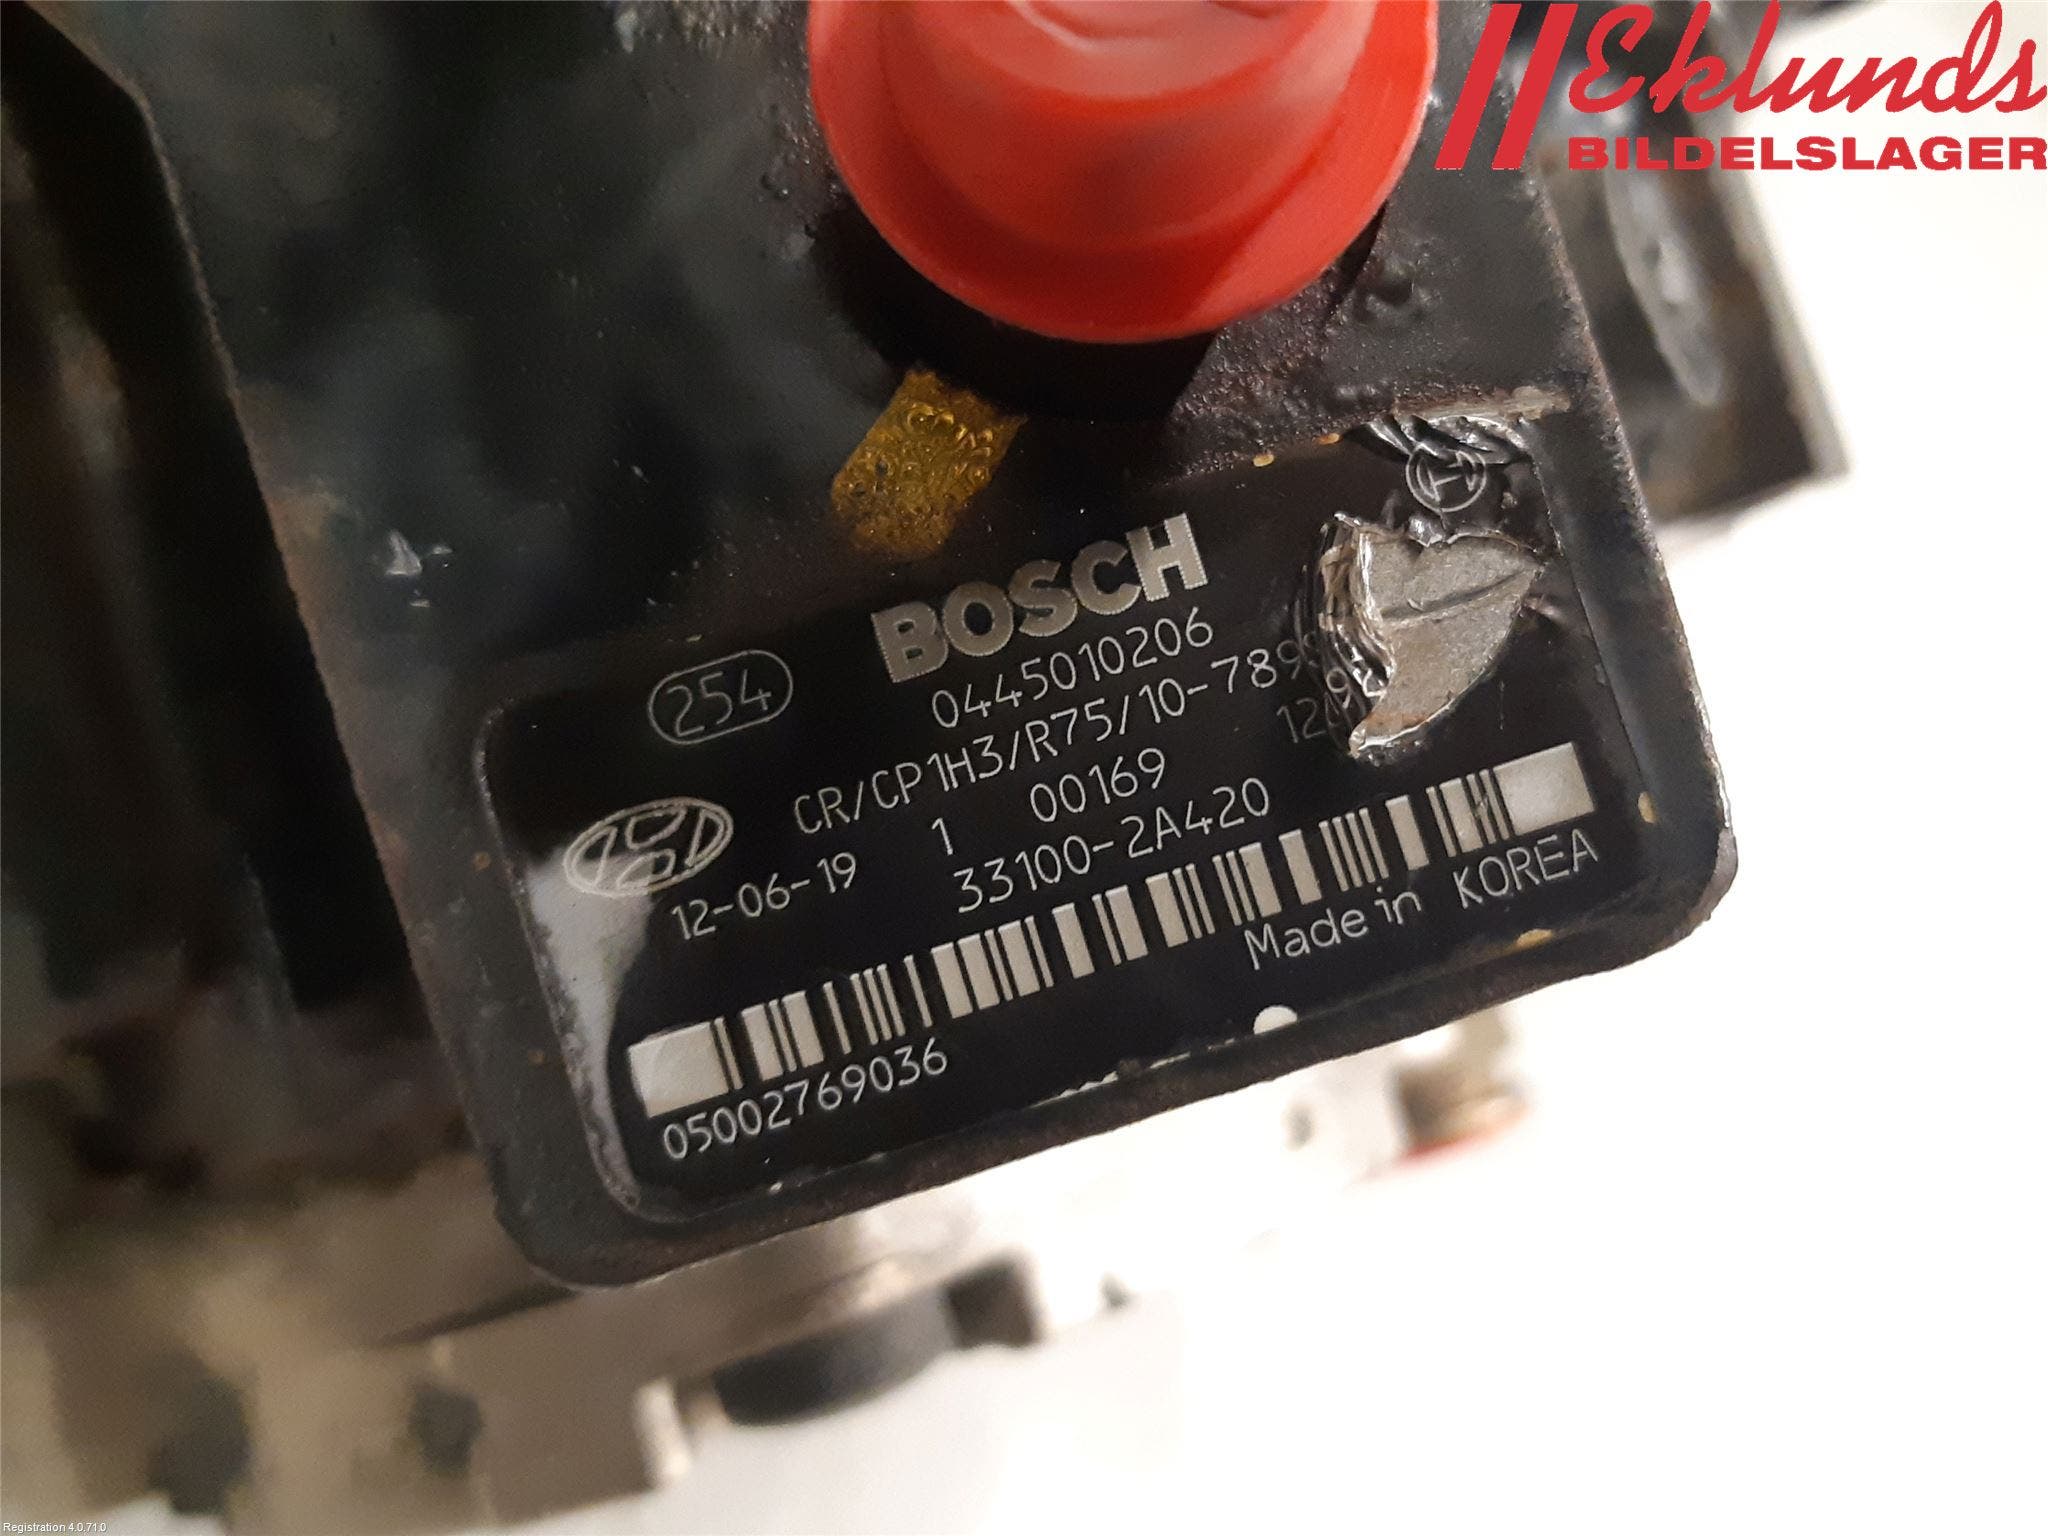 Eklunds
BILDELSLAGER
BOSCH
254
0445010206
CR/CP1H3/R75/10-789
12-06-19 1 00169
33100-2A420
Made in KOREA
05002769036
Registration 4.0.71.0